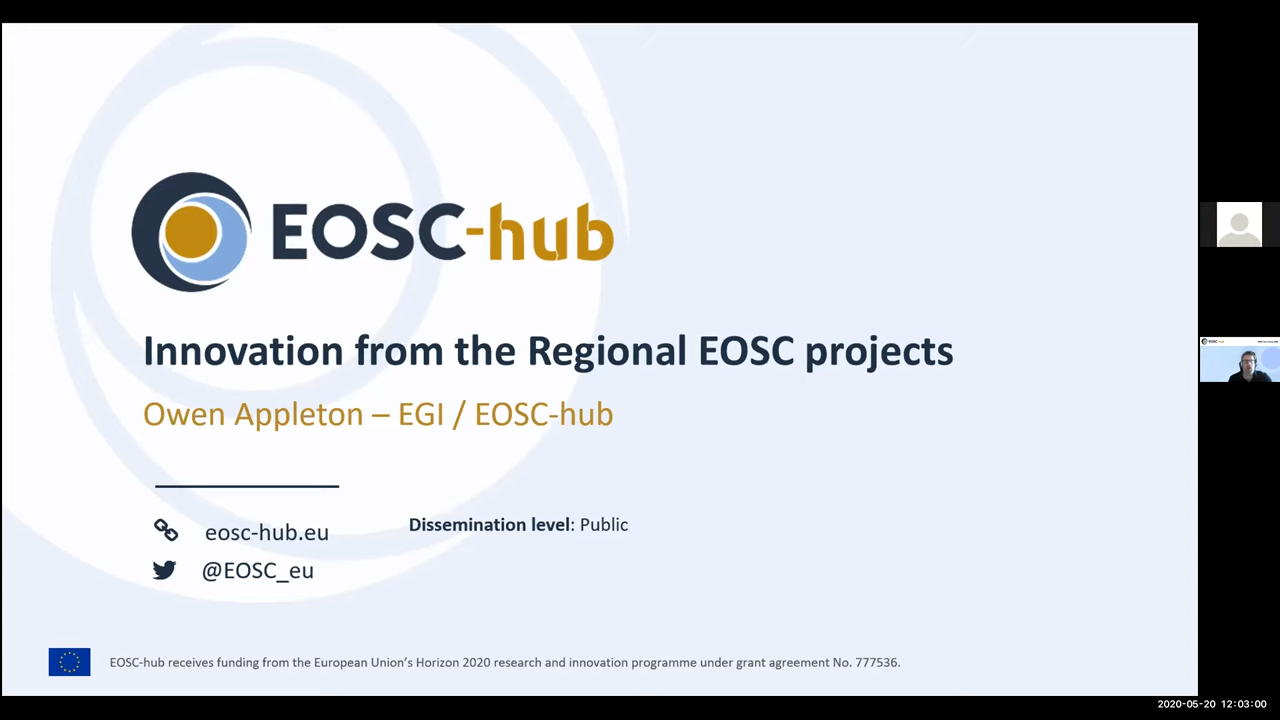 EOSC-hub
Innovation from the Regional EOSC projects
Owen Appleton – EGI / EOSC-hub
eosc-hub.eu
Dissemination level: Public
@EOSC_eu
EOSC-hub receives funding from the European Union’s Horizon 2020 research and innovation programme under grant agreement No. 777536.
2020-05-20 12:03:00